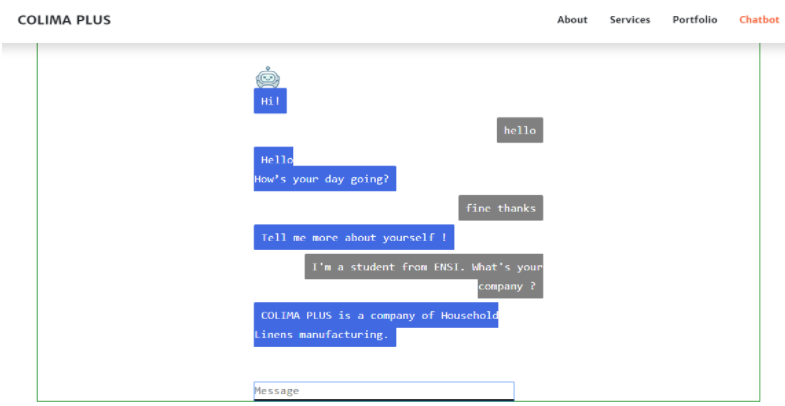 COLIMA PLUS
About Services Portfolio Chatbot
Hi!
hello
Hello
How's your day going?
fine thanks
Tell me more about yourself !
I'm a student from ENSI. What's your
company ?
COLIMA PLUS is a company of Household
Linens manufacturing.
Message